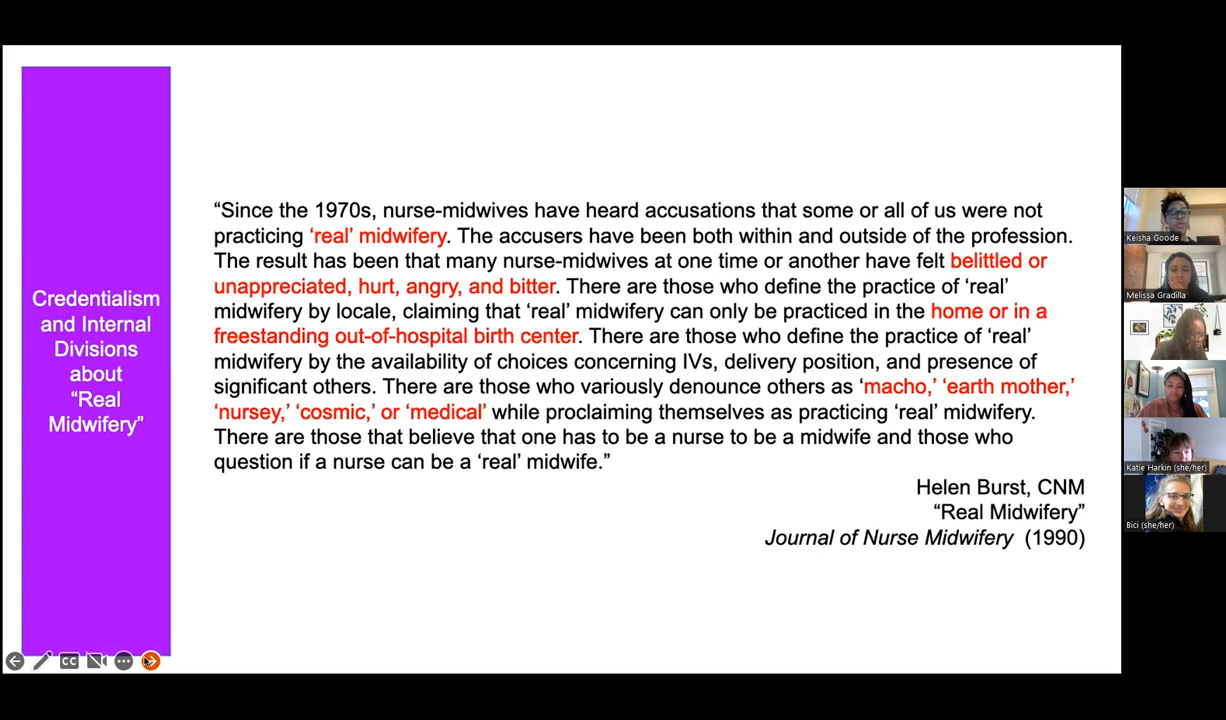 Credentialism
and Internal
Divisions
about
“Real
Midwifery”
“Since the 1970s, nurse-midwives have heard accusations that some or all of us were not
practicing ‘real’ midwifery. The accusers have been both within and outside of the profession.
The result has been that many nurse-midwives at one time or another have felt belittled or
unappreciated, hurt, angry, and bitter. There are those who define the practice of ‘real’
midwifery by locale, claiming that ‘real’ midwifery can only be practiced in the home or in a
freestanding out-of-hospital birth center. There are those who define the practice of ‘real’
midwifery by the availability of choices concerning IVs, delivery position, and presence of
significant others. There are those who variously denounce others as ‘macho,’ ‘earth mother,’
‘nursey,’ ‘cosmic,’ or ‘medical’ while proclaiming themselves as practicing ‘real’ midwifery.
There are those that believe that one has to be a nurse to be a midwife and those who
question if a nurse can be a ‘real’ midwife.”
Helen Burst, CNM
“Real Midwifery”
Journal of Nurse Midwifery (1990)
CC
Keisha Goode
Melissa Gradilla
Katie Harkin (she/her)
Bici (she/her)